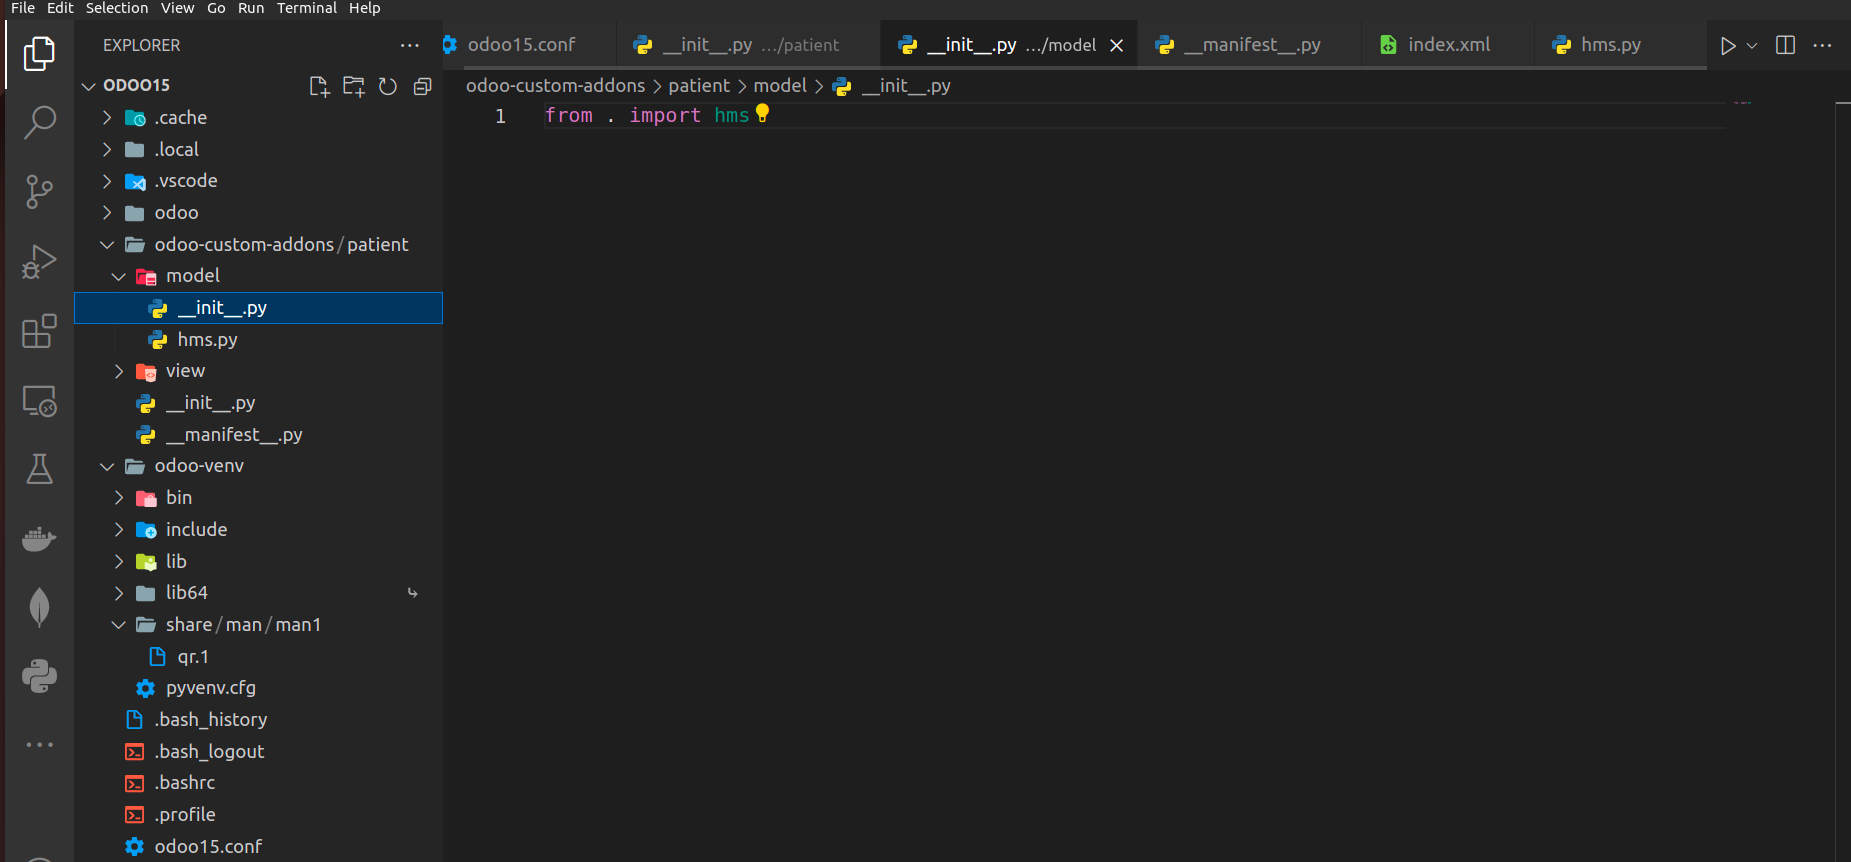 File Edit Selection View Go Run Terminal Help
EXPLORER
ODOO15
.cache
.local
.vscode
odoo
odoo-custom-addons/patient
model
__init__.py
hms.py
view
__init__.py
__manifest__.py
odoo-venv
bin
include
lib
lib64
share/man/man1
qr.1
pyvenv.cfg
.bash_history
.bash_logout
.bashrc
.profile
odoo15.conf
odoo15.conf __init__.py .../patient __init__.py .../model __manifest__.py index.xml hms.py
odoo-custom-addons > patient > model > __init__.py
1 from . import hms